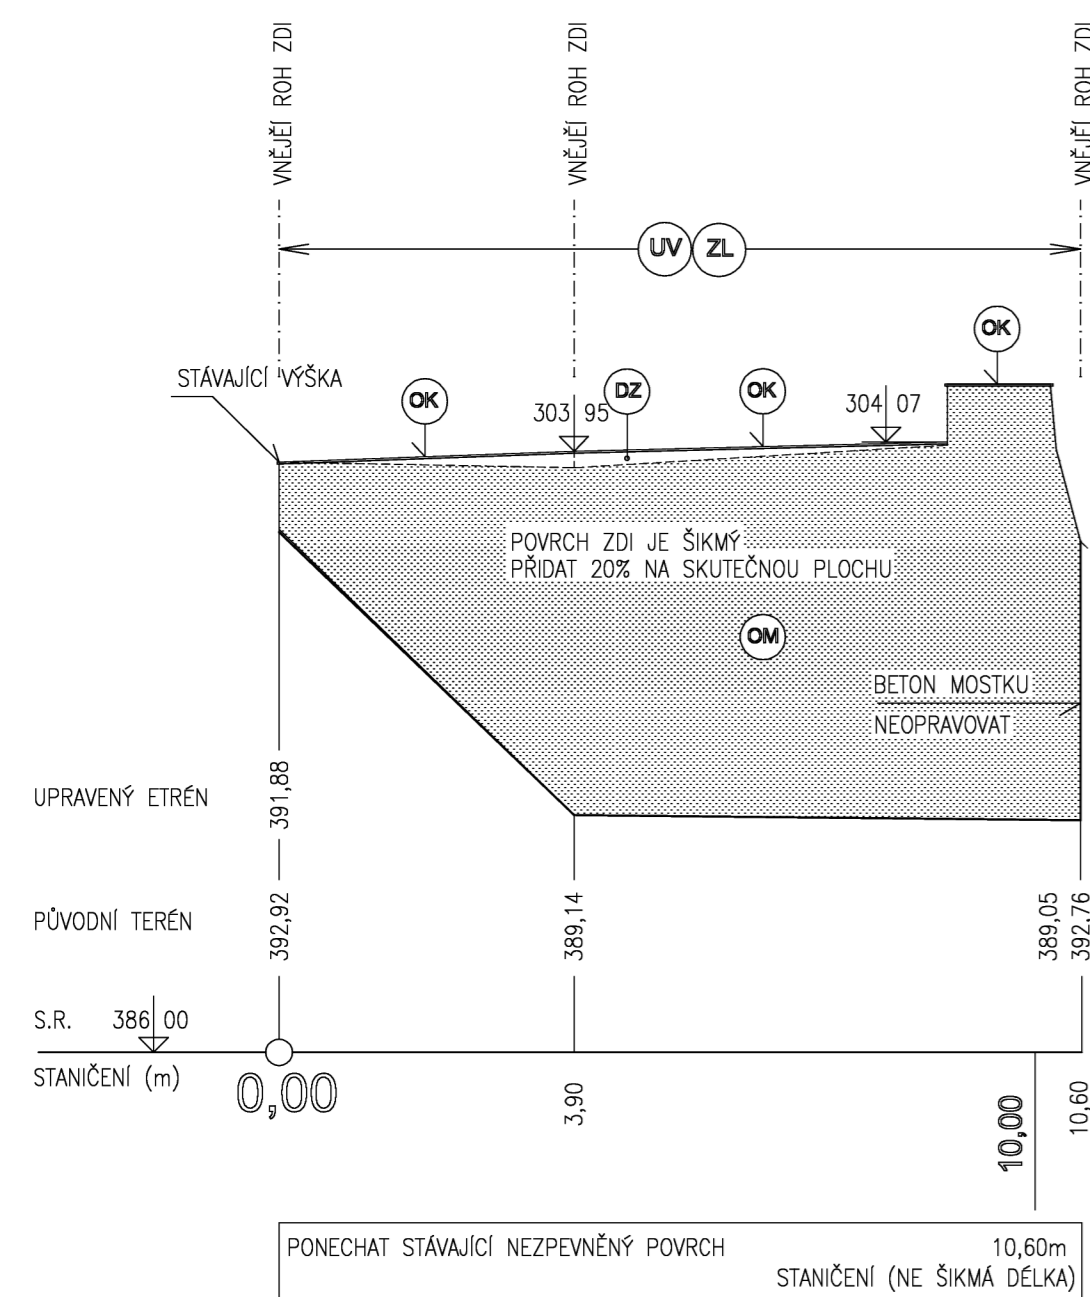 VNĚJĚÍ ROH ZDI
VNĚJĚÍ ROH ZDI
VNĚJĚÍ ROH ZDI
UV ZL
OK
STÁVAJÍCÍ VÝŠKA
OK
303 95
DZ
OK
304 07
POVRCH ZDI JE ŠIKMÝ
PŘIDAT 20% NA SKUTEČNOU PLOCHU
OM
BETON MOSTKU
NEOPRAVOVAT
UPRAVENÝ ETRÉN
391,88
PŮVODNÍ TERÉN
392,92
389,14
389,05
392,76
S.R. 386 00
STANIČENÍ (m)
0,00
3,90
10,00
10,60
PONECHAT STÁVAJÍCÍ NEZPEVNĚNÝ POVRCH 10,60m
STANIČENÍ (NE ŠIKMÁ DÉLKA)